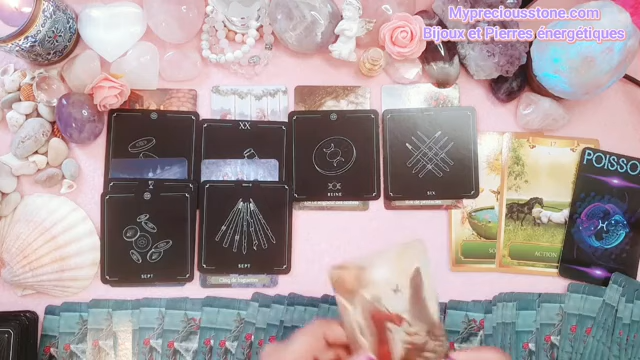 Mypreciousstone.com
Bijoux et Pierres énergétiques
XX
POISSO
REINE
SIX
ACTION
SEPT
SEPT